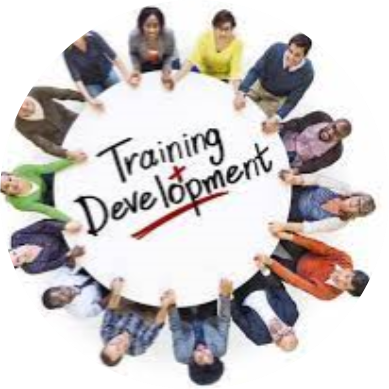 Training
+
Development